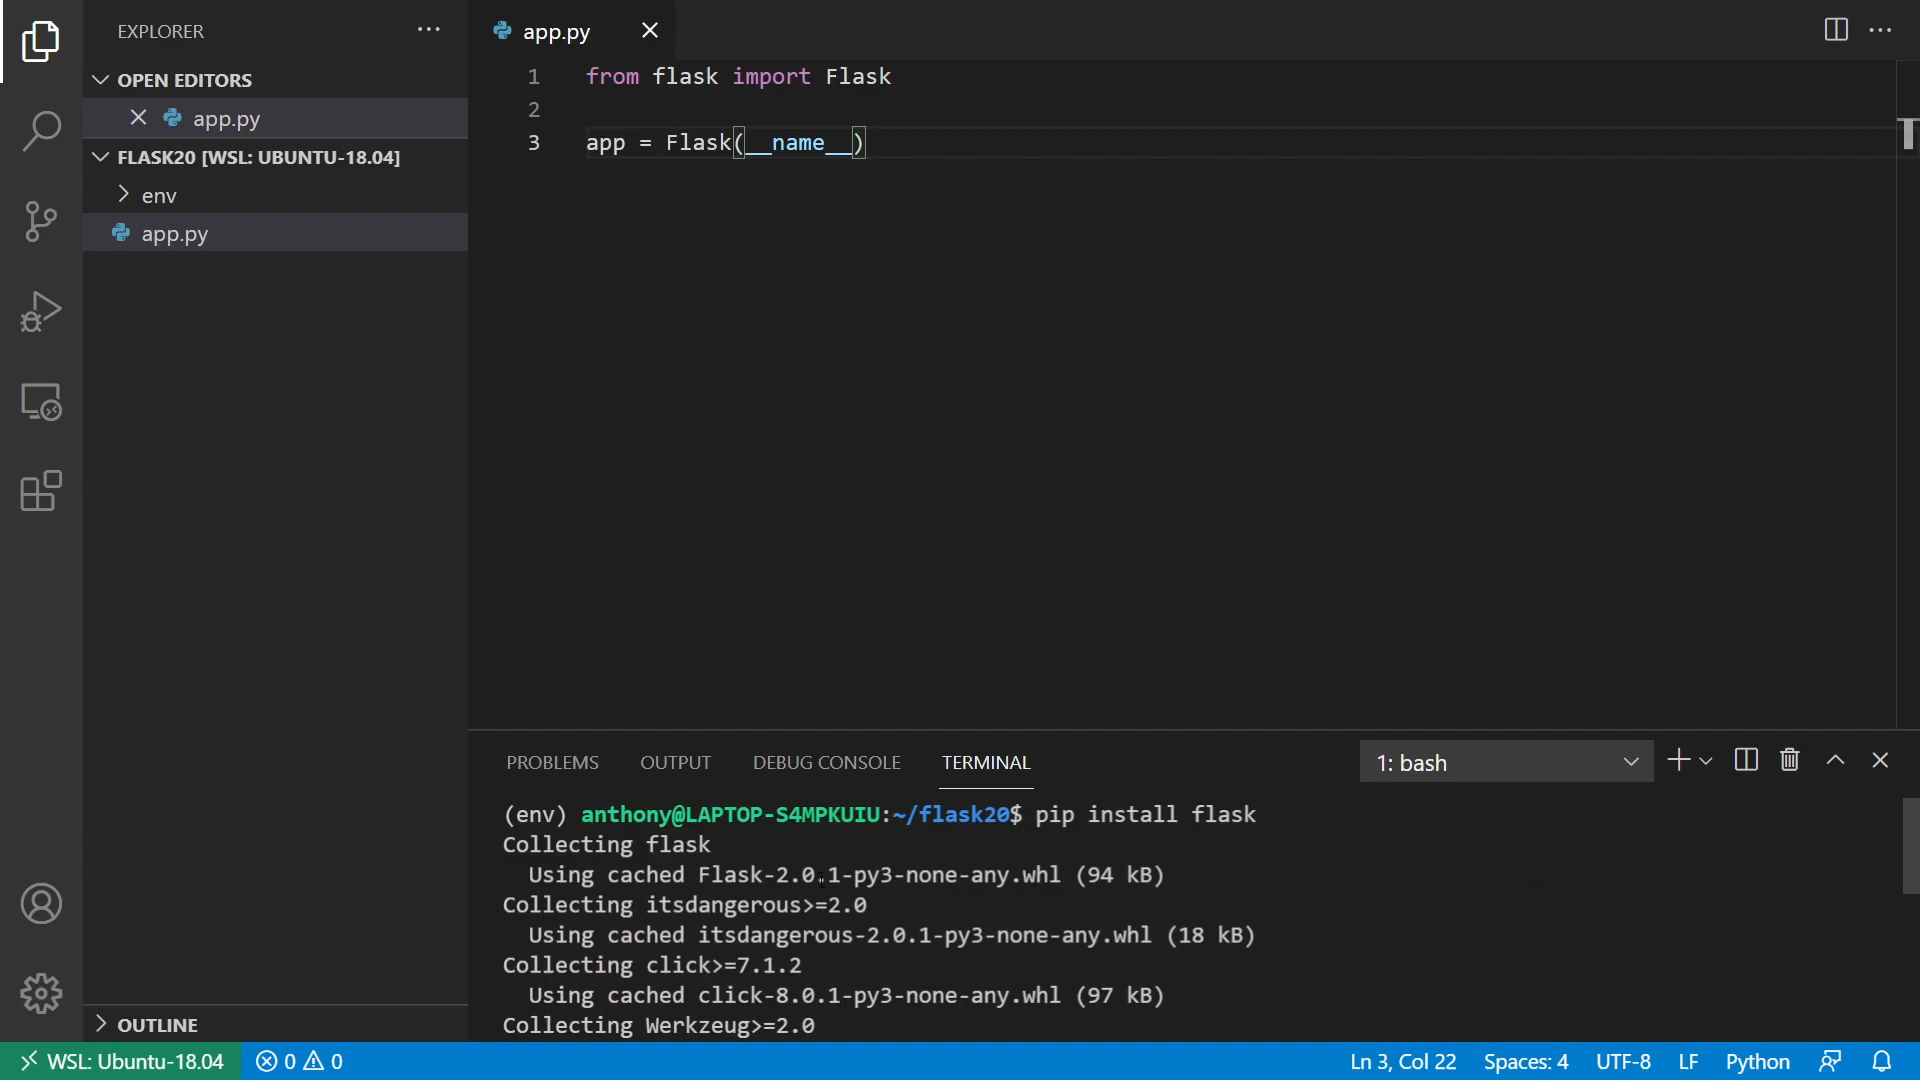 EXPLORER
OPEN EDITORS
app.py
FLASK20 [WSL: UBUNTU-18.04]
env
app.py
OUTLINE
app.py
1 from flask import Flask
2
3 app = Flask(__name__)
PROBLEMS OUTPUT DEBUG CONSOLE TERMINAL 1: bash
(env) anthony@LAPTOP-S4MPKUIU:~/flask20$ pip install flask
Collecting flask
Using cached Flask-2.0.1-py3-none-any.whl (94 kB)
Collecting itsdangerous>=2.0
Using cached itsdangerous-2.0.1-py3-none-any.whl (18 kB)
Collecting click>=7.1.2
Using cached click-8.0.1-py3-none-any.whl (97 kB)
Collecting Werkzeug>=2.0
WSL: Ubuntu-18.04 0 0 Ln 3, Col 22 Spaces: 4 UTF-8 LF Python